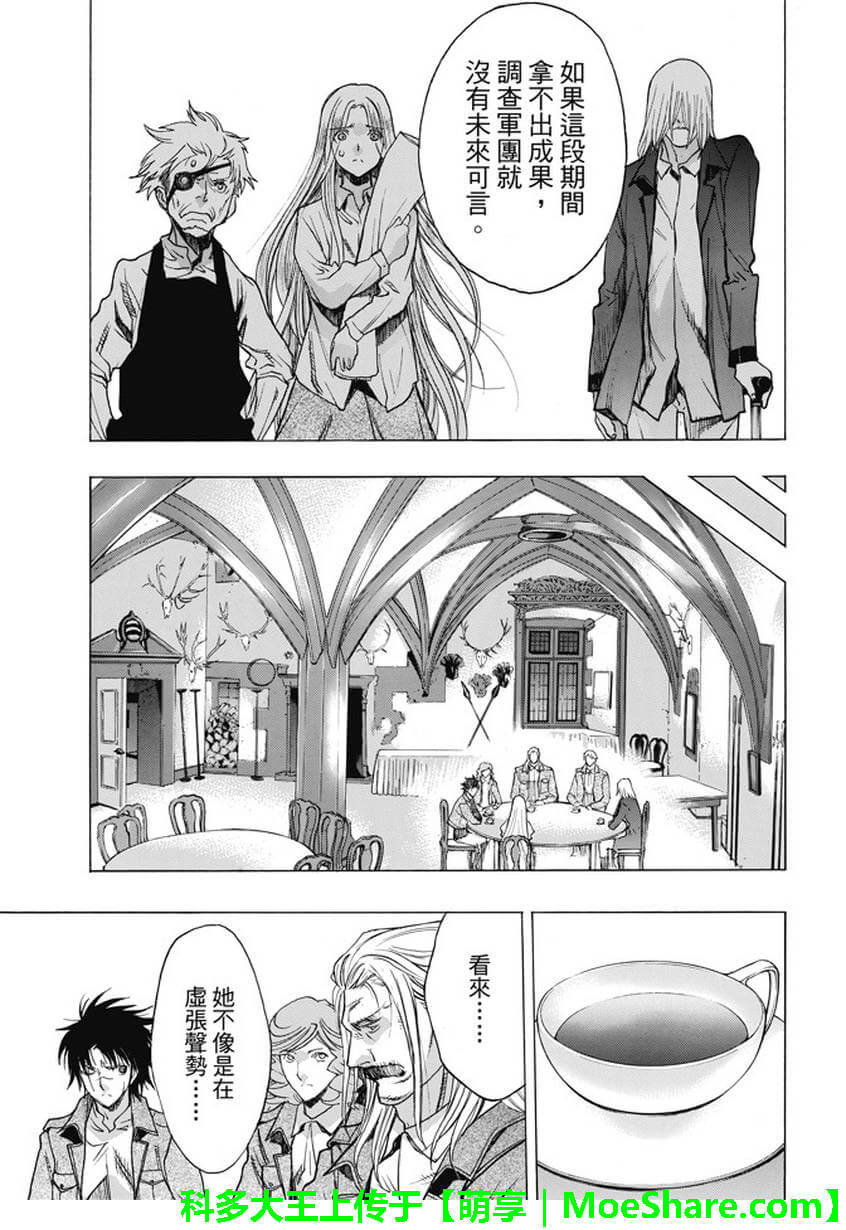 如果這段期間
拿不出成果，
調查軍團就
沒有未來可言。
看來……
她不像是在
虛張聲勢……
科多大王上传于【萌享｜MoeShare.com】